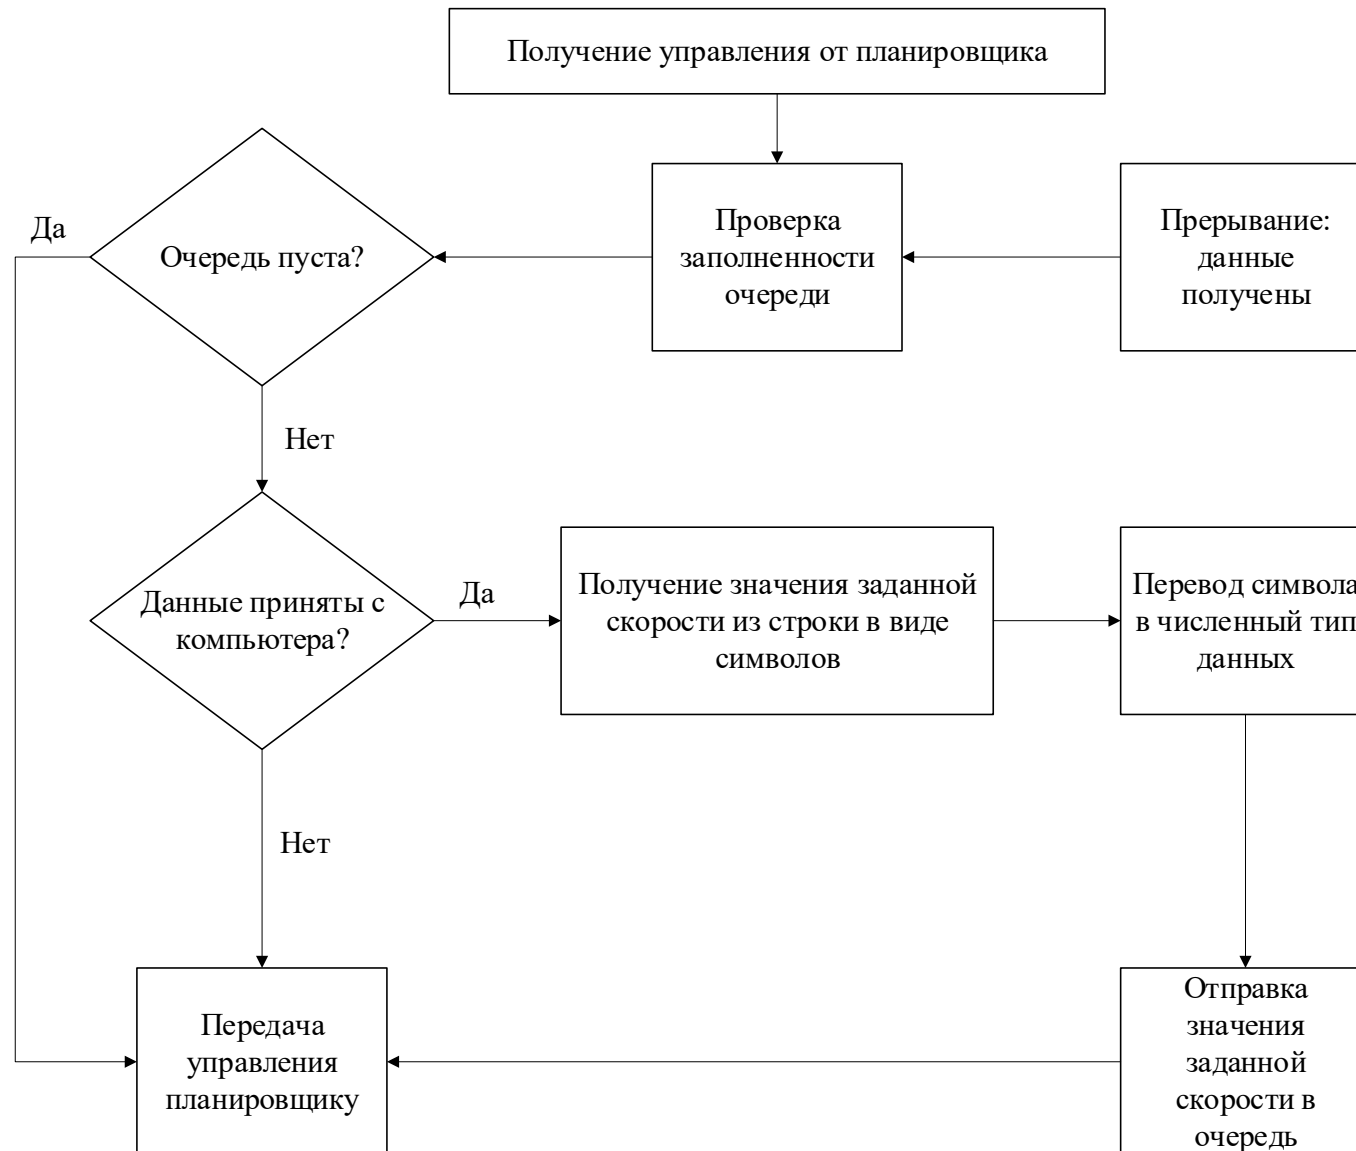 Получение управления от планировщика
Да
Очередь пуста?
Проверка
заполненности
очереди
Прерывание:
данные
получены
Нет
Данные приняты с
компьютера?
Да
Получение значения заданной
скорости из строки в виде
символов
Перевод символа
в численный тип
данных
Нет
Передача
управления
планировщику
Отправка
значения
заданной
скорости в
очередь